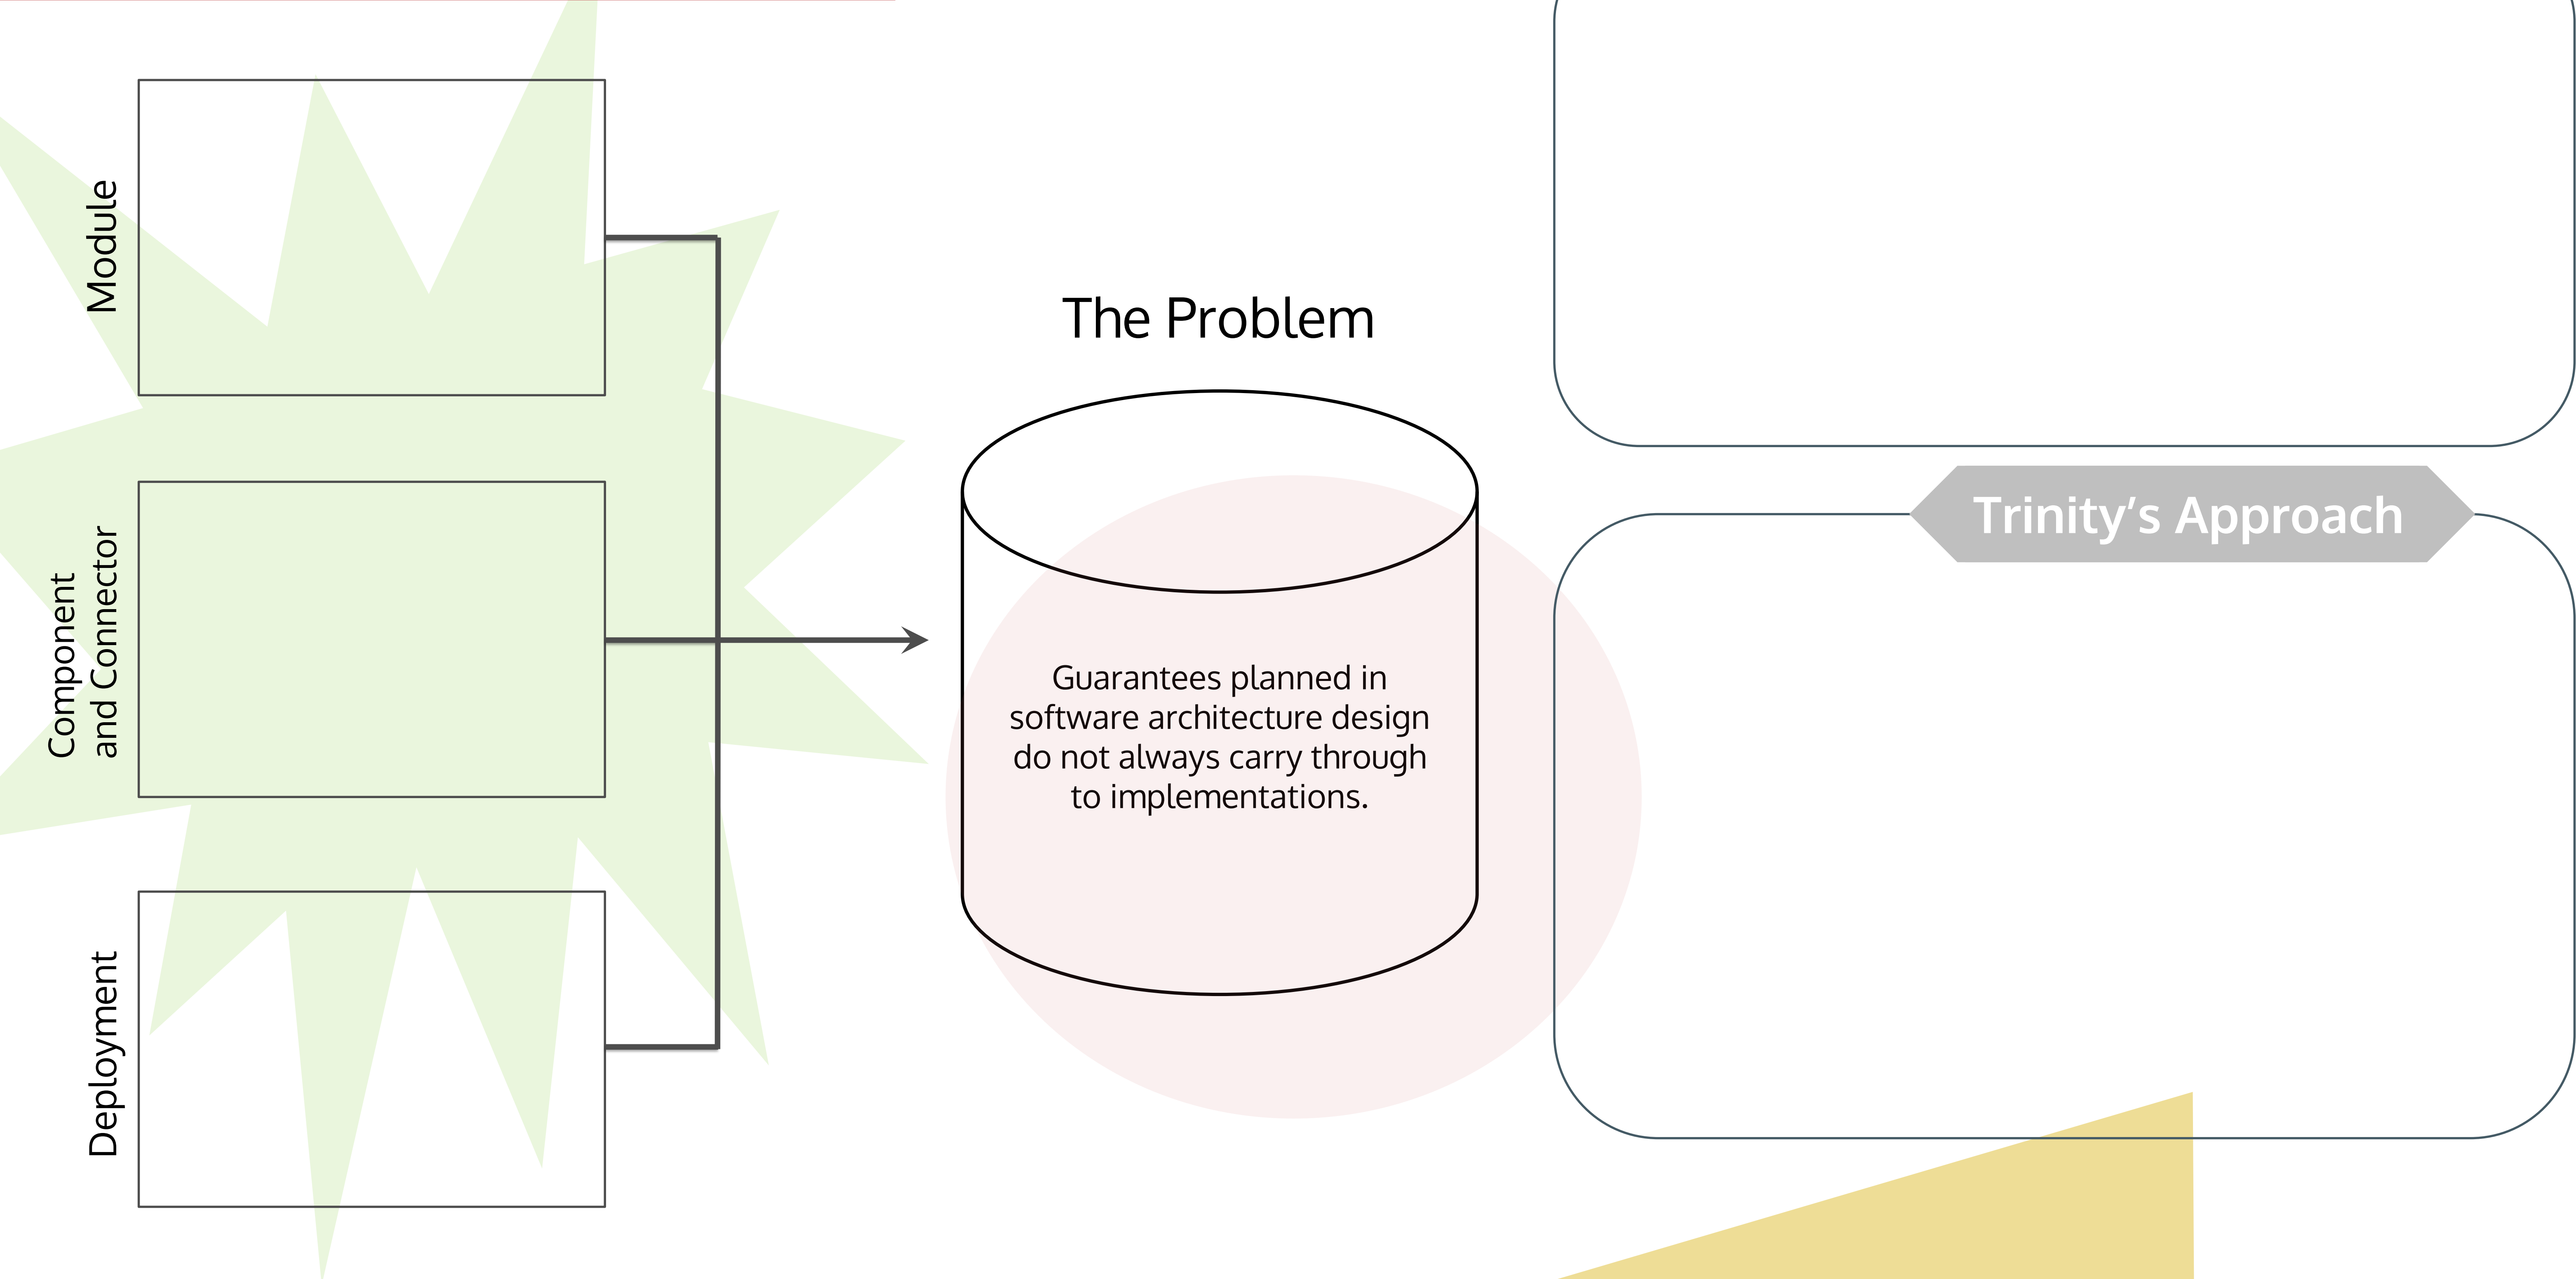 Module
Component
and Connector
Deployment
The Problem
Guarantees planned in
software architecture design
do not always carry through
to implementations.
Trinity’s Approach